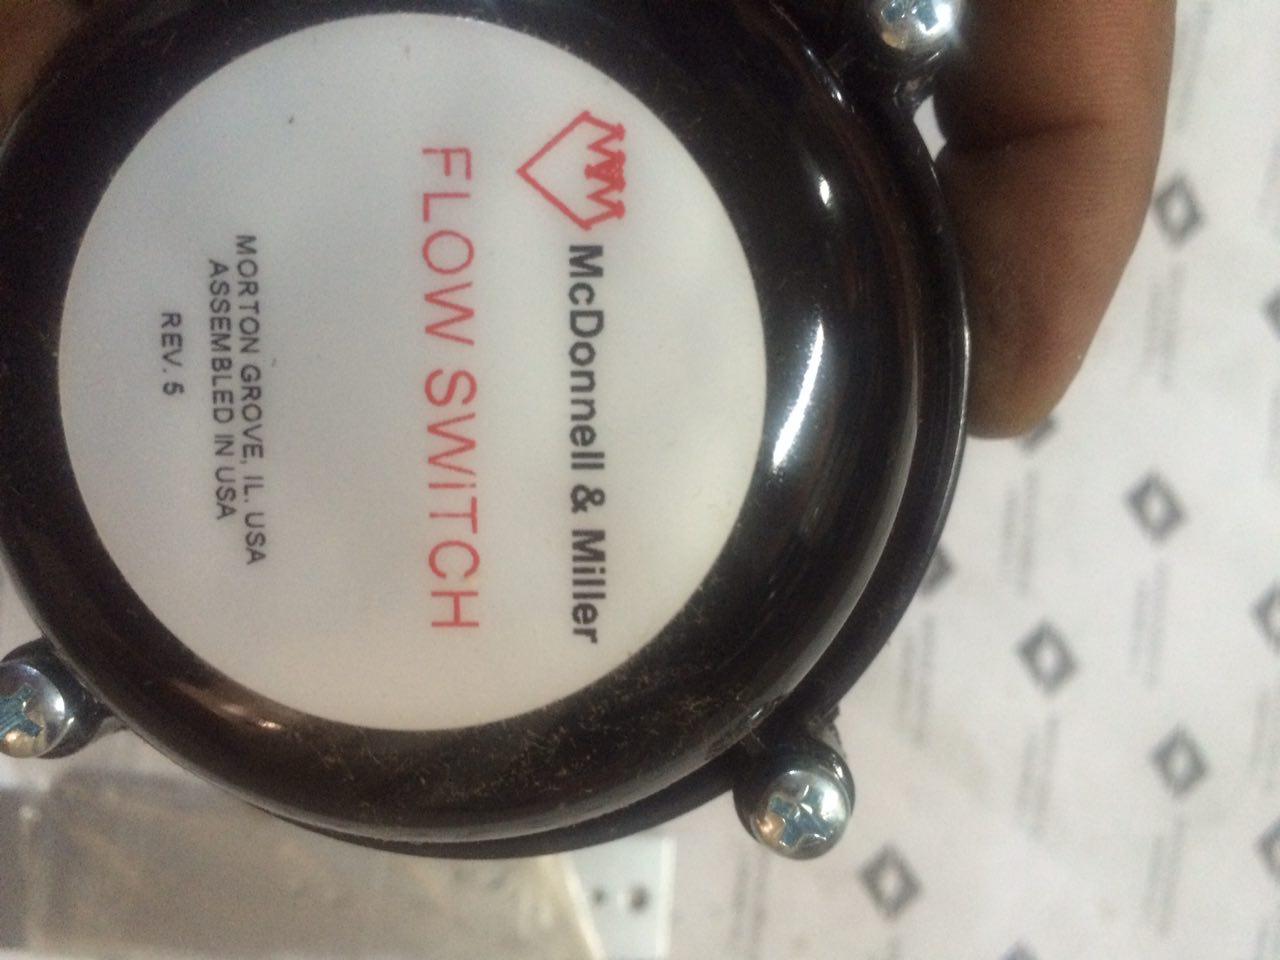 McDonnell & Miller
FLOW SWiTCH
MORTON GROVE, IL. USA
ASSEMBLED IN USA
REV. 5